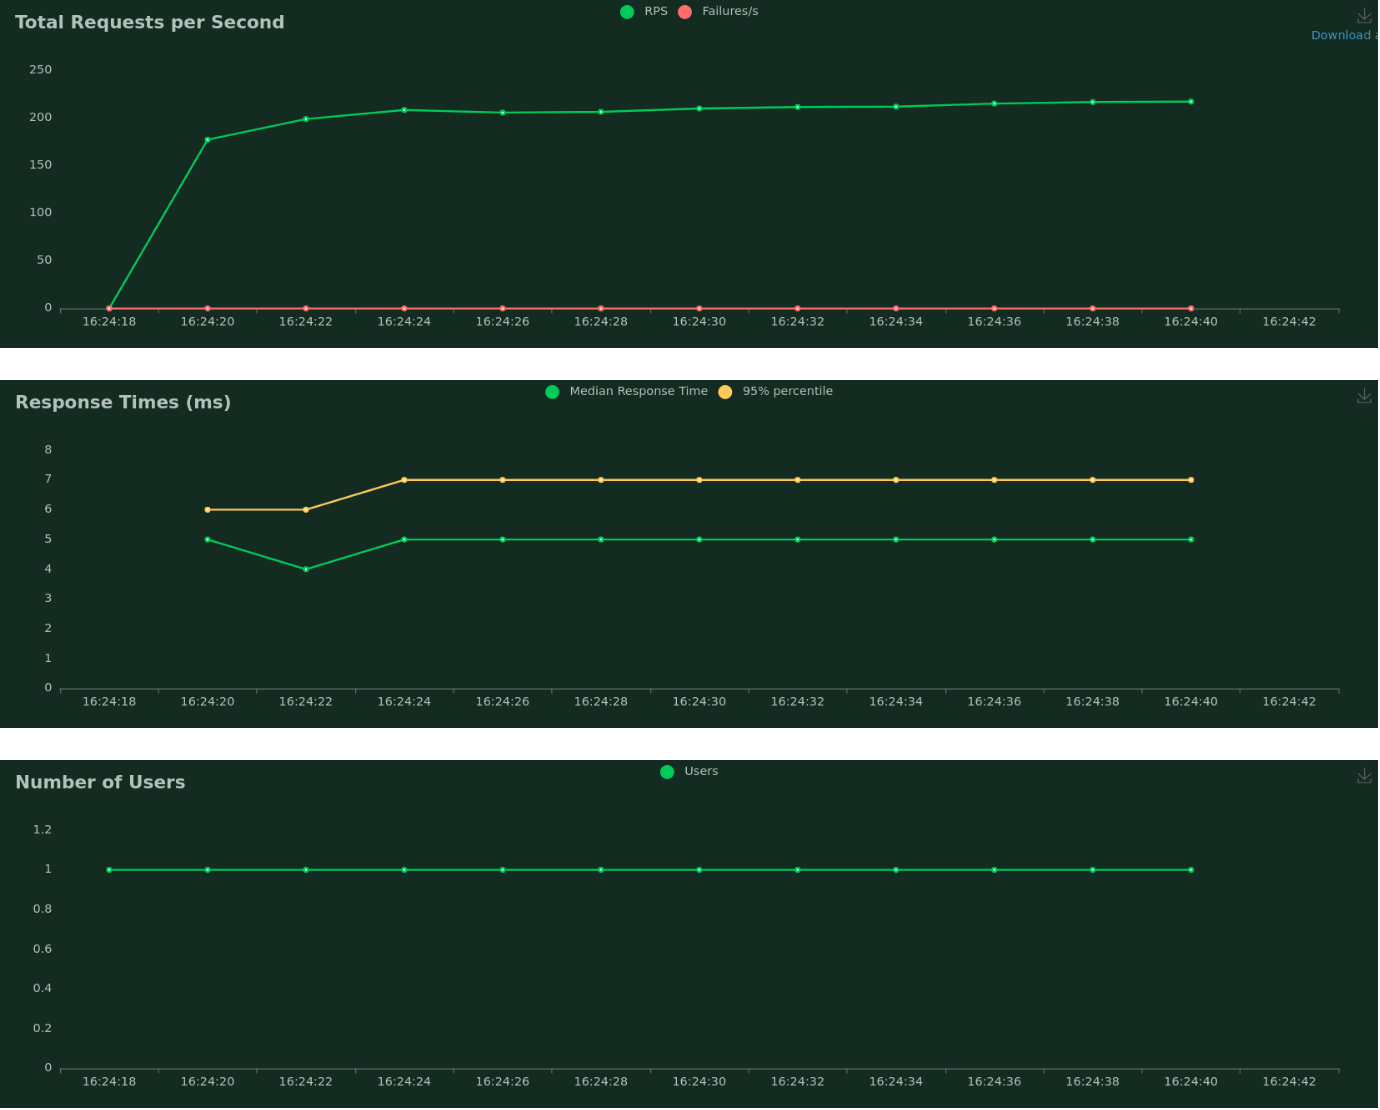 Total Requests per Second
RPS Failures/s
Download a
250
200
150
100
50
0
16:24:18 16:24:20 16:24:22 16:24:24 16:24:26 16:24:28 16:24:30 16:24:32 16:24:34 16:24:36 16:24:38 16:24:40 16:24:42
Response Times (ms)
Median Response Time 95% percentile
8
7
6
5
4
3
2
1
0
16:24:18 16:24:20 16:24:22 16:24:24 16:24:26 16:24:28 16:24:30 16:24:32 16:24:34 16:24:36 16:24:38 16:24:40 16:24:42
Number of Users
Users
1.2
1
0.8
0.6
0.4
0.2
0
16:24:18 16:24:20 16:24:22 16:24:24 16:24:26 16:24:28 16:24:30 16:24:32 16:24:34 16:24:36 16:24:38 16:24:40 16:24:42